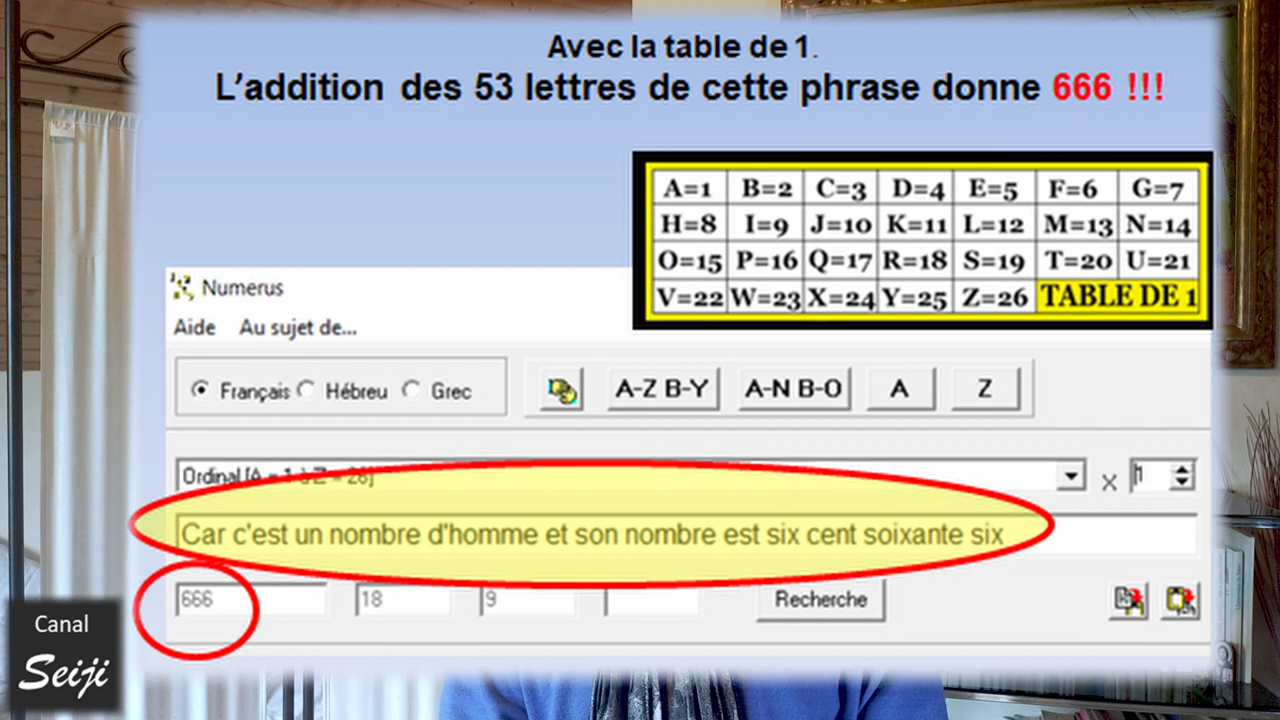 Avec la table de 1.
L'addition des 53 lettres de cette phrase donne 666 !!!
A=1 B=2 C=3 D=4 E=5 F=6 G=7
H=8 I=9 J=10 K=11 L=12 M=13 N=14
O=15 P=16 Q=17 R=18 S=19 T=20 U=21
V=22 W=23 X=24 Y=25 Z=26 TABLE DE 1
Numerus
Aide Au sujet de...
Français Hébreu Grec A-Z B-Y A-N B-O A Z
Ordinal [A = 1 à Z = 26] x 1
Car c'est un nombre d'homme et son nombre est six cent soixante six
666 18 9 Recherche
Canal
Seiji